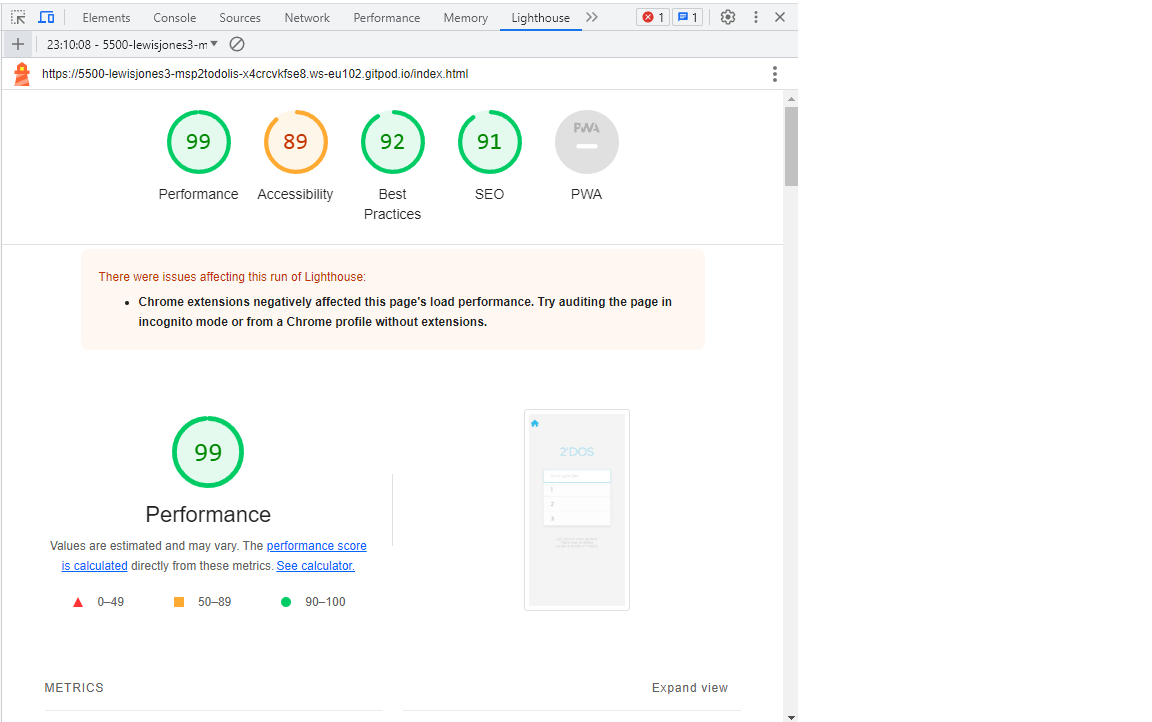 Elements Console Sources Network Performance Memory Lighthouse 1 1
23:10:08 - 5500-lewisjones3-m
https://5500-lewisjones3-msp2todolis-x4crcvkfse8.ws-eu102.gitpod.io/index.html
99 89 92 91 PWA
Performance Accessibility Best Practices SEO PWA
There were issues affecting this run of Lighthouse:
• Chrome extensions negatively affected this page's load performance. Try auditing the page in
incognito mode or from a Chrome profile without extensions.
99
Performance
Values are estimated and may vary. The performance score
is calculated directly from these metrics. See calculator.
0–49 50–89 90–100
2'DOS
1
2
3
METRICS Expand view